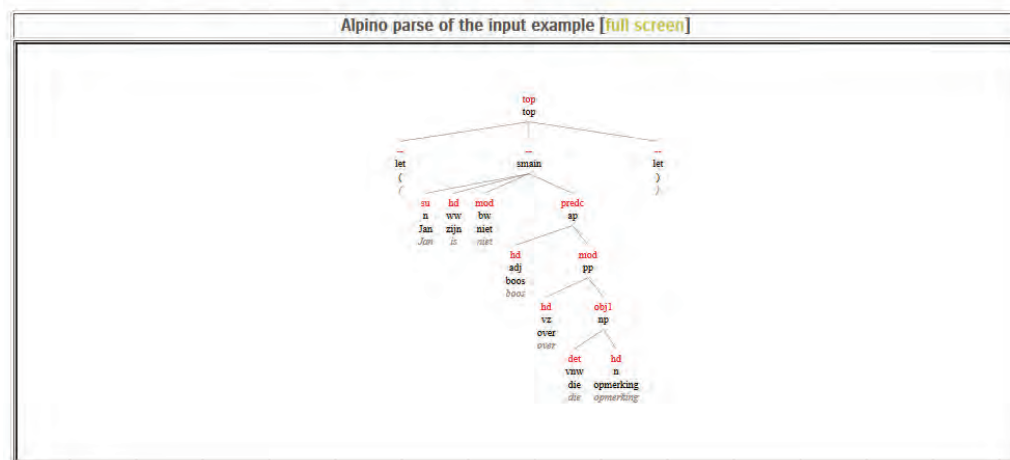 Alpino parse of the input example [full screen]
top
top
-- -- --
let smain let
( )
( )
su hd mod predc
n ww bw ap
Jan zijn niet
Jan is niet
hd mod
adj pp
boos
boos
hd obj1
vz np
over
over
det hd
vnw n
die opmerking
die opmerking